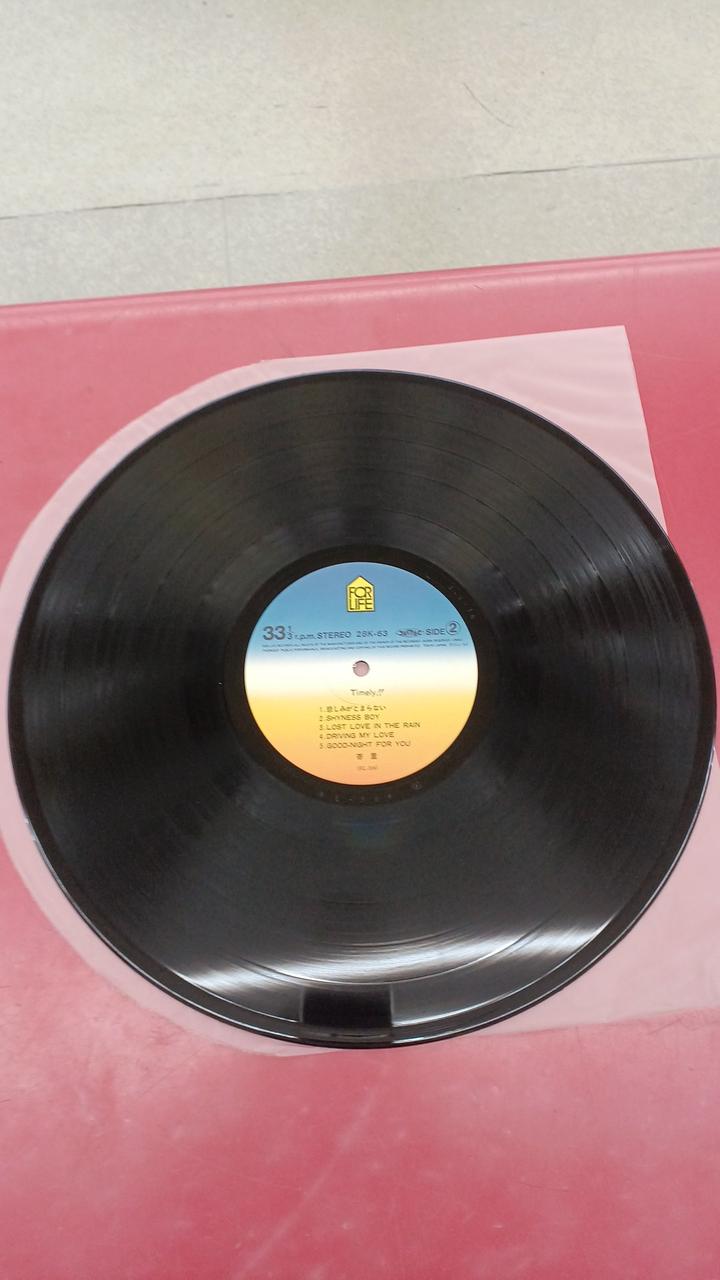 FOR
LIFE
33 1/3 r.p.m. STEREO 28K-63 SIDE 2
Timely!!
1.悲しみがとまらない
2.SHYNESS BOY
3.LOST LOVE IN THE RAIN
4.DRIVING MY LOVE
5.GOOD-NIGHT FOR YOU
杏里